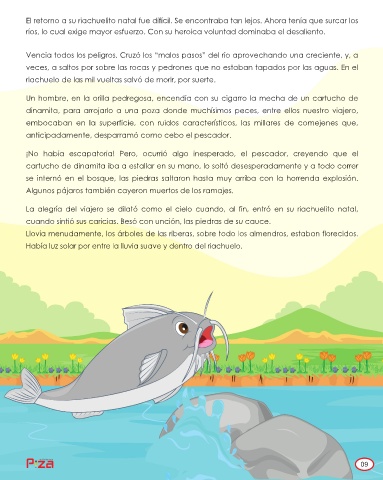 El retorno a su riachuelito natal fue difícil. Se encontraba tan lejos. Ahora tenía que surcar los
ríos, lo cual exige mayor esfuerzo. Con su heroica voluntad dominaba el desaliento.
Vencía todos los peligros. Cruzó los "malos pasos" del río aprovechando una creciente, y, a
veces, a saltos por sobre las rocas y pedrones que no estaban tapados por las aguas. En el
riachuelo de las mil vueltas salvó de morir, por suerte.
Un hombre, en la orilla pedregosa, encendía con su cigarro la mecha de un cartucho de
dinamita, para arrojarlo a una poza donde muchísimos peces, entre ellos nuestro viajero,
embocaban en la superficie, con ruidos característicos, las millares de comejenes que,
anticipadamente, desparramó como cebo el pescador.
¡No había escapatoria! Pero, ocurrió algo inesperado, el pescador, creyendo que el
cartucho de dinamita iba a estallar en su mano, lo soltó desesperadamente y a todo correr
se internó en el bosque, las piedras saltaron hasta muy arriba con la horrenda explosión.
Algunos pájaros también cayeron muertos de los ramajes.
La alegría del viajero se dilató como el cielo cuando, al fin, entró en su riachuelito natal,
cuando sintió sus caricias. Besó con unción, las piedras de su cauce.
Llovía menudamente, los árboles de las riberas, sobre todo los almendros, estaban florecidos.
Había luz solar por entre la lluvia suave y dentro del riachuelo.
P·za
09